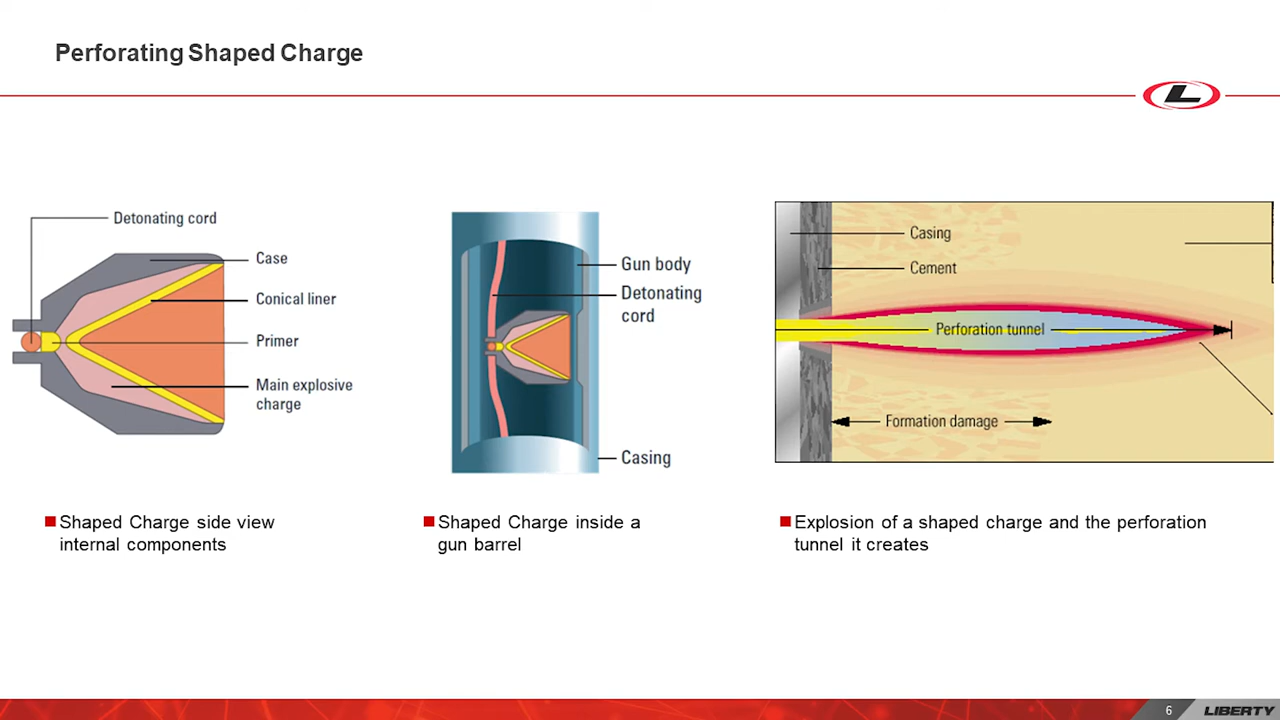 Perforating Shaped Charge
Detonating cord
Case
Conical liner
Primer
Main explosive
charge
Gun body
Detonating
cord
Casing
Casing
Cement
Perforation tunnel
Formation damage
Shaped Charge side view
internal components
Shaped Charge inside a
gun barrel
Explosion of a shaped charge and the perforation
tunnel it creates
6
LIBERTY